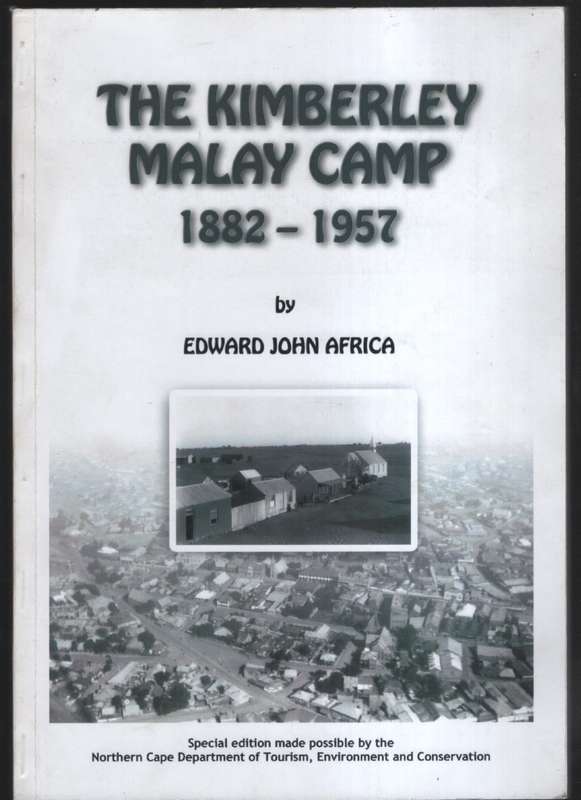 THE KIMBERLEY
MALAY CAMP
1882 – 1957
by
EDWARD JOHN AFRICA
Special edition made possible by the
Northern Cape Department of Tourism, Environment and Conservation